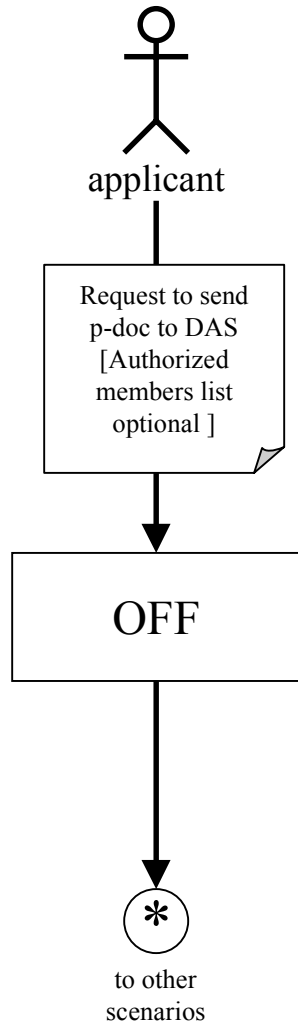 applicant
Request to send
p-doc to DAS
[Authorized
members list
optional ]
OFF
*
to other
scenarios